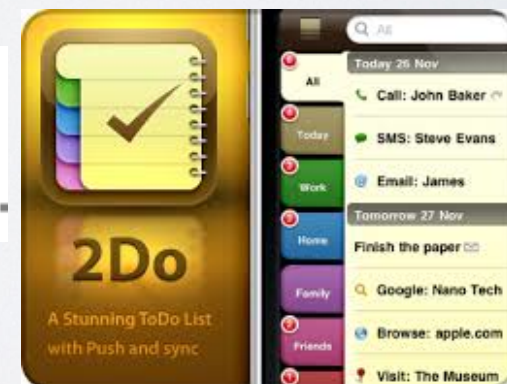 2Do
A Stunning ToDo List
with Push and sync
All
All
Today
Work
Home
Family
Friends
Today 26 Nov
Call: John Baker
SMS: Steve Evans
Email: James
Tomorrow 27 Nov
Finish the paper
Google: Nano Tech
Browse: apple.com
Visit: The Museum